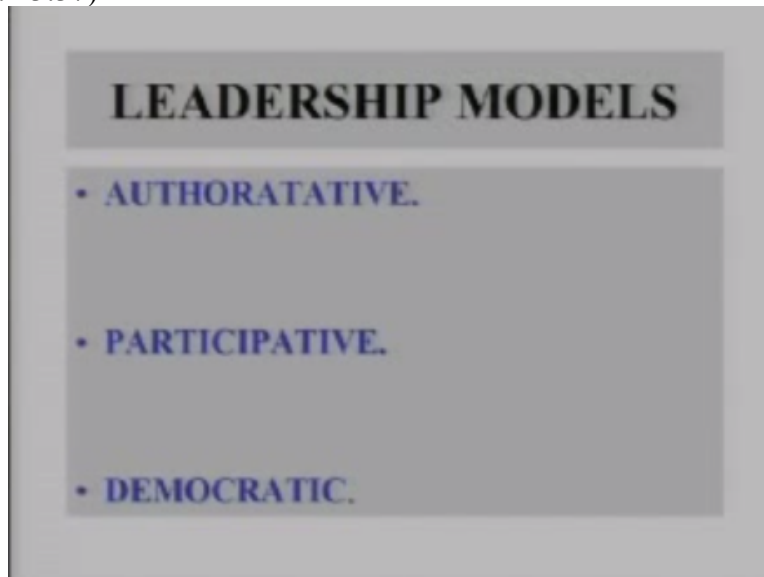 LEADERSHIP MODELS
• AUTHORATATIVE.
• PARTICIPATIVE.
• DEMOCRATIC.